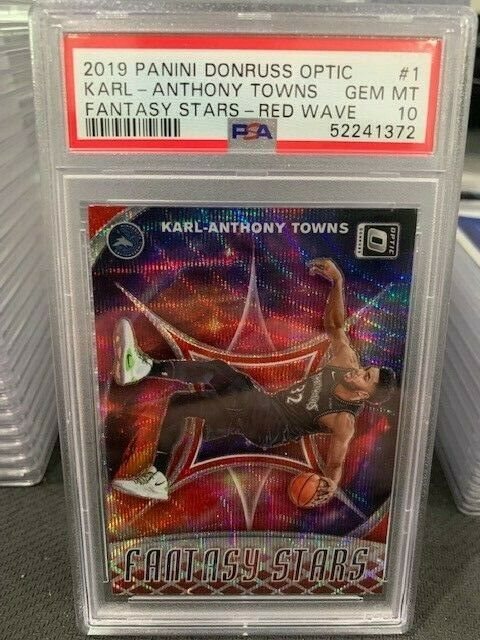 2019 PANINI DONRUSS OPTIC #1
KARL-ANTHONY TOWNS GEM MT
FANTASY STARS-RED WAVE 10
PSA 52241372
KARL-ANTHONY TOWNS
OPTIC
32
FANTASY STARS